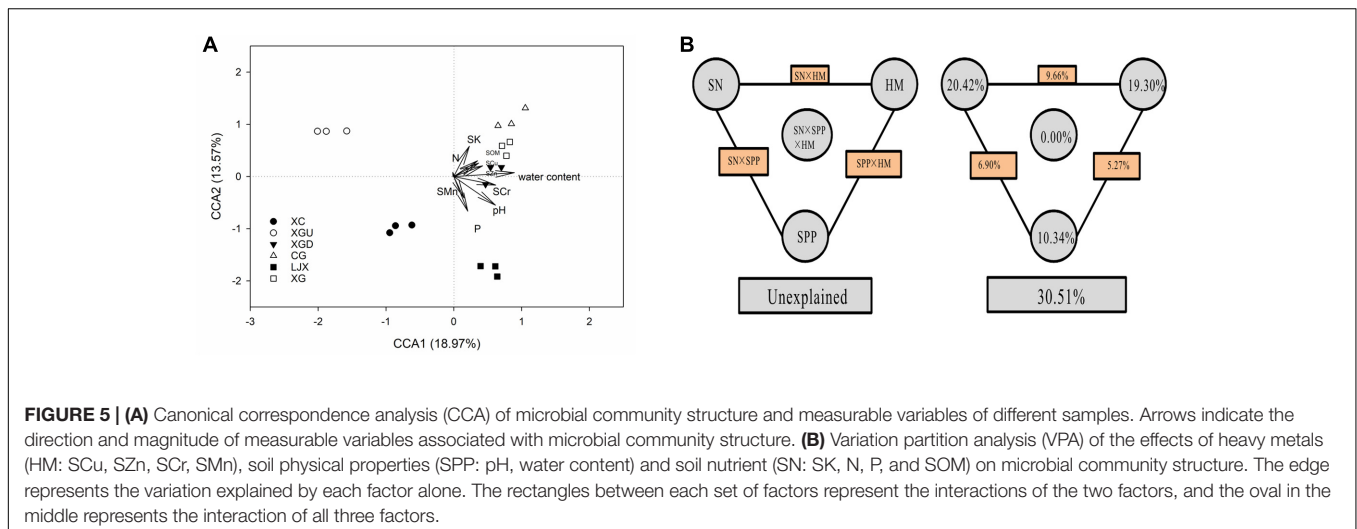 A
2
1
0
-1
-2
CCA2 (13.57%)
SK
N
SOM
SCu
SZn
water content
SMn
SCr
pH
P
XC
XGU
XGD
CG
LJX
XG
-3
-2
-1
0
1
2
CCA1 (18.97%)
B
SN
SN×HM
HM
SN×SPP
×HM
SN×SPP
SPP×HM
SPP
Unexplained
20.42%
9.66%
19.30%
0.00%
6.90%
5.27%
10.34%
30.51%
FIGURE 5 | (A) Canonical correspondence analysis (CCA) of microbial community structure and measurable variables of different samples. Arrows indicate the
direction and magnitude of measurable variables associated with microbial community structure. (B) Variation partition analysis (VPA) of the effects of heavy metals
(HM: SCu, SZn, SCr, SMn), soil physical properties (SPP: pH, water content) and soil nutrient (SN: SK, N, P, and SOM) on microbial community structure. The edge
represents the variation explained by each factor alone. The rectangles between each set of factors represent the interactions of the two factors, and the oval in the
middle represents the interaction of all three factors.